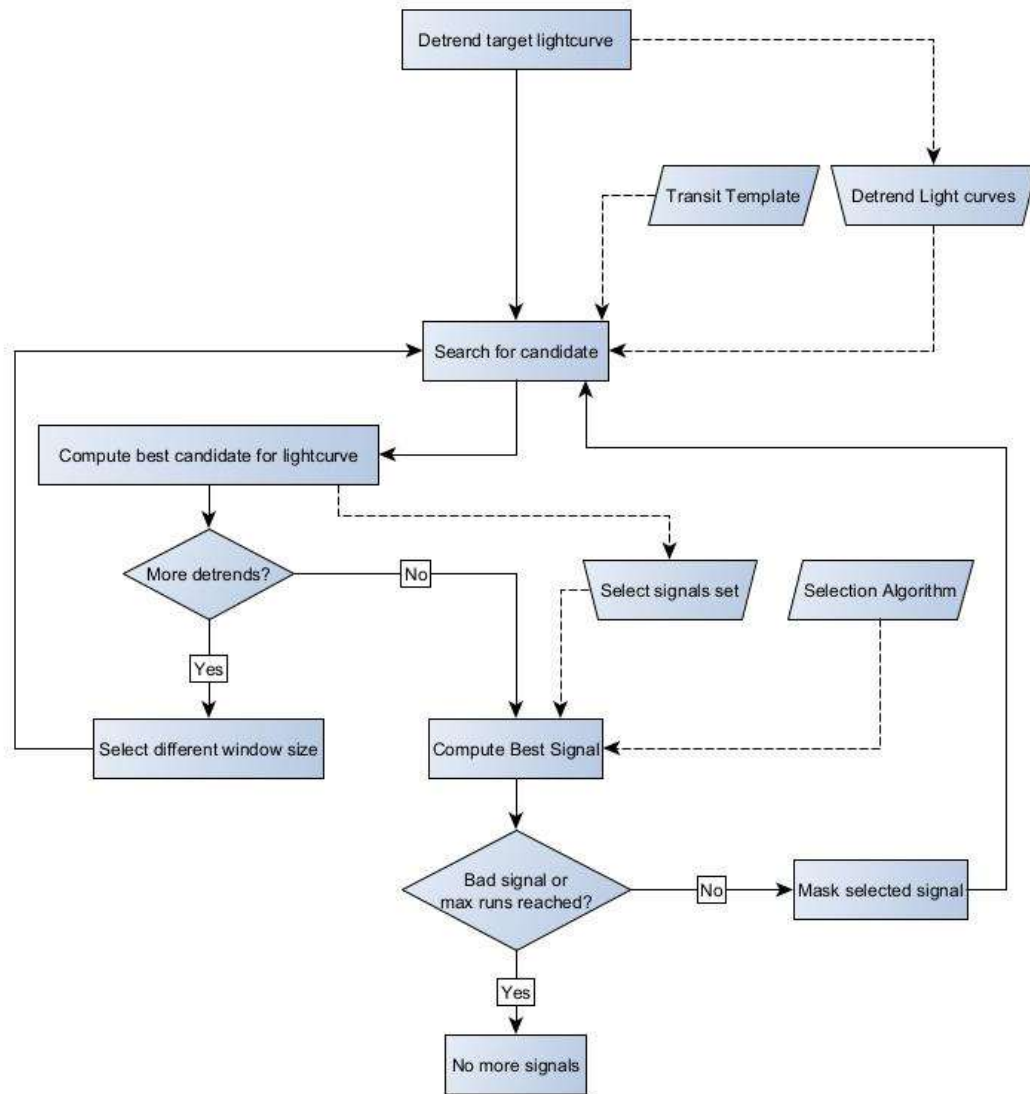 Detrend target lightcurve
Transit Template
Detrend Light curves
Search for candidate
Compute best candidate for lightcurve
More detrends?
No
Select signals set
Selection Algorithm
Yes
Select different window size
Compute Best Signal
Bad signal or
max runs reached?
No
Mask selected signal
Yes
No more signals